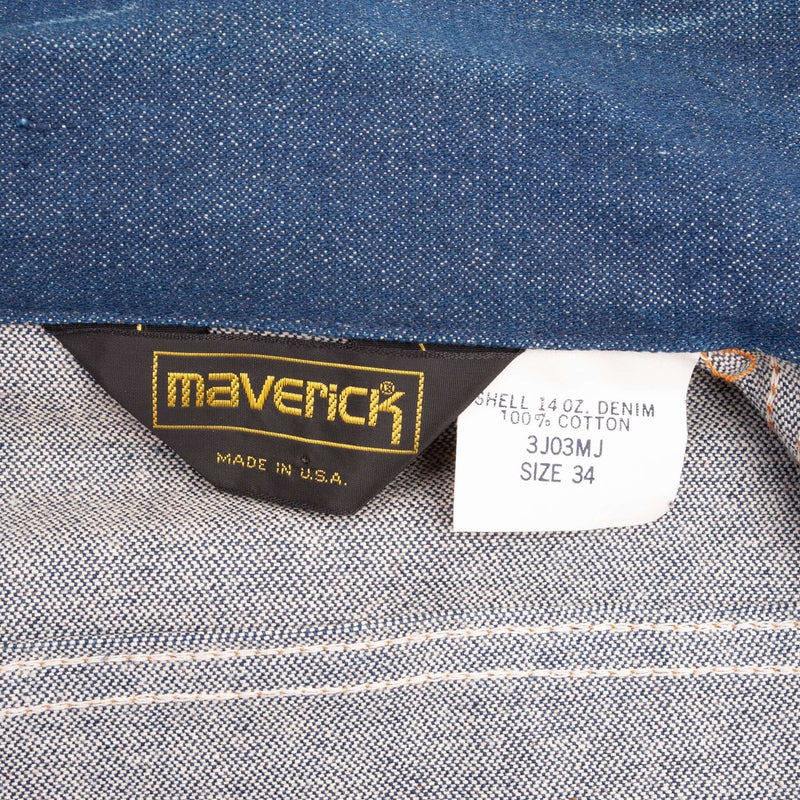 maverick®
MADE IN U.S.A.
SHELL 14 OZ. DENIM
100% COTTON
3J03MJ
SIZE 34